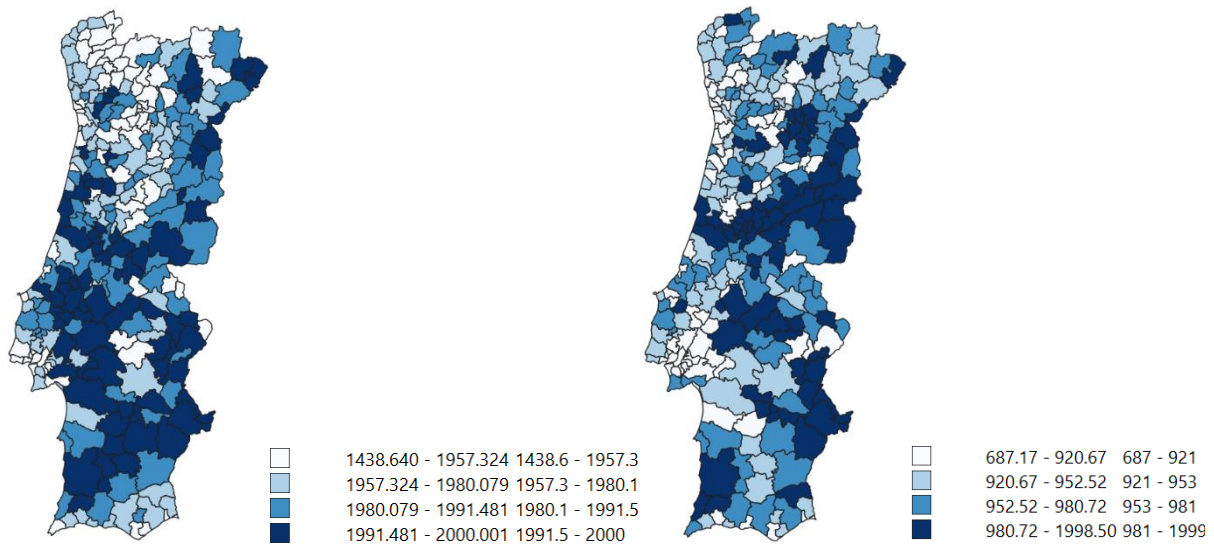 1438.640 - 1957.324 1438.6 - 1957.3
1957.324 - 1980.079 1957.3 - 1980.1
1980.079 - 1991.481 1980.1 - 1991.5
1991.481 - 2000.001 1991.5 - 2000
687.17 - 920.67 687 - 921
920.67 - 952.52 921 - 953
952.52 - 980.72 953 - 981
980.72 - 1998.50 981 - 1999